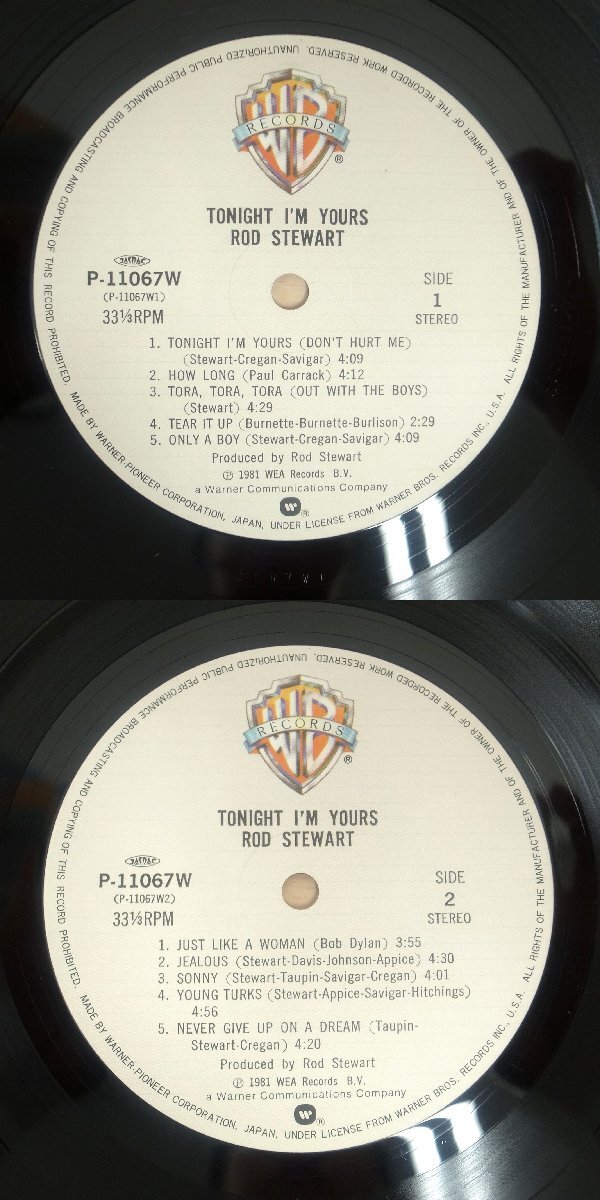 WB
RECORDS
®
TONIGHT I'M YOURS
ROD STEWART
JASRAC
P-11067W
(P-11067W1)
33⅓RPM
SIDE
1
STEREO
1. TONIGHT I'M YOURS (DON'T HURT ME)
(Stewart-Cregan-Savigar) 4:09
2. HOW LONG (Paul Carrack) 4:12
3. TORA, TORA, TORA (OUT WITH THE BOYS)
(Stewart) 4:29
4. TEAR IT UP (Burnette-Burnette-Burlison) 2:29
5. ONLY A BOY (Stewart-Cregan-Savigar) 4:09
Produced by Rod Stewart
℗ 1981 WEA Records B.V.
a Warner Communications Company
®
MADE BY WARNER-PIONEER CORPORATION, JAPAN, UNDER LICENSE FROM WARNER BROS. RECORDS INC., U.S.A. ALL RIGHTS OF THE MANUFACTURER AND OF THE OWNER OF THE RECORDED WORK RESERVED. UNAUTHORIZED PUBLIC PERFORMANCE BROADCASTING AND COPYING OF THIS RECORD PROHIBITED.
WB
RECORDS
®
TONIGHT I'M YOURS
ROD STEWART
JASRAC
P-11067W
(P-11067W2)
33⅓RPM
SIDE
2
STEREO
1. JUST LIKE A WOMAN (Bob Dylan) 3:55
2. JEALOUS (Stewart-Davis-Johnson-Appice) 4:30
3. SONNY (Stewart-Taupin-Savigar-Cregan) 4:01
4. YOUNG TURKS (Stewart-Appice-Savigar-Hitchings)
4:56
5. NEVER GIVE UP ON A DREAM (Taupin-
Stewart-Cregan) 4:20
Produced by Rod Stewart
℗ 1981 WEA Records B.V.
a Warner Communications Company
®
MADE BY WARNER-PIONEER CORPORATION, JAPAN, UNDER LICENSE FROM WARNER BROS. RECORDS INC., U.S.A. ALL RIGHTS OF THE MANUFACTURER AND OF THE OWNER OF THE RECORDED WORK RESERVED. UNAUTHORIZED PUBLIC PERFORMANCE BROADCASTING AND COPYING OF THIS RECORD PROHIBITED.